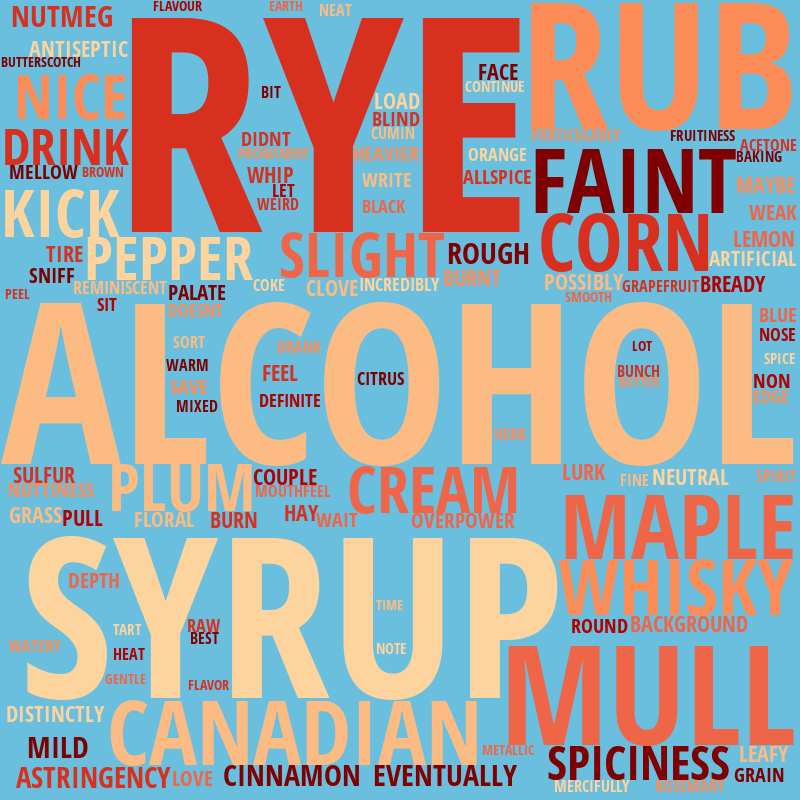 FLAVOUR
EARTH
NEAT
NUTMEG
RYE
RUB
ANTISEPTIC
BUTTERSCOTCH
FACE
CONTINUE
NICE
BIT
LOAD
BLIND
CUMIN
DRINK
DIDNT
PROMINENT
HEAVIER
ORANGE
PARTICULARLY
FRUITINESS
ACETONE
BAKING
FAINT
MELLOW
BROWN
WHIP
LET
WEIRD
WRITE
BLACK
ALLSPICE
MAYBE
KICK
WEAK
CORN
LEMON
ARTIFICIAL
TIRE
PEPPER
SLIGHT
ROUGH
SNIFF
REMINISCENT
PALATE
COKE
CLOVE
INCREDIBLY
BURNT
POSSIBLY
GRAPEFRUIT
BREADY
PEEL
SIT
DOESNT
SMOOTH
ALCOHOL
BLUE
NOSE
SORT
DRANK
LOT
SPICE
WARM
FEEL
CITRUS
BUNCH
BUTTER
NON
SAVE
EDGE
MIXED
DEFINITE
HERB
SULFUR
PLUM
COUPLE
CREAM
LURK
FINE
NEUTRAL
SPIRIT
NUTTINESS
MOUTHFEEL
GRASS
PULL
FLORAL
BURN
HAY
WAIT
OVERPOWER
MAPLE
SYRUP
WHISKY
DEPTH
TIME
TART
RAW
BEST
ROUND
BACKGROUND
WATERY
HEAT
NOTE
MULL
GENTLE
FLAVOR
DISTINCTLY
CANADIAN
MILD
METALLIC
SPICINESS
LEAFY
ASTRINGENCY
LOVE
CINNAMON
EVENTUALLY
GRAIN
MERCIFULLY
ROSEMARY